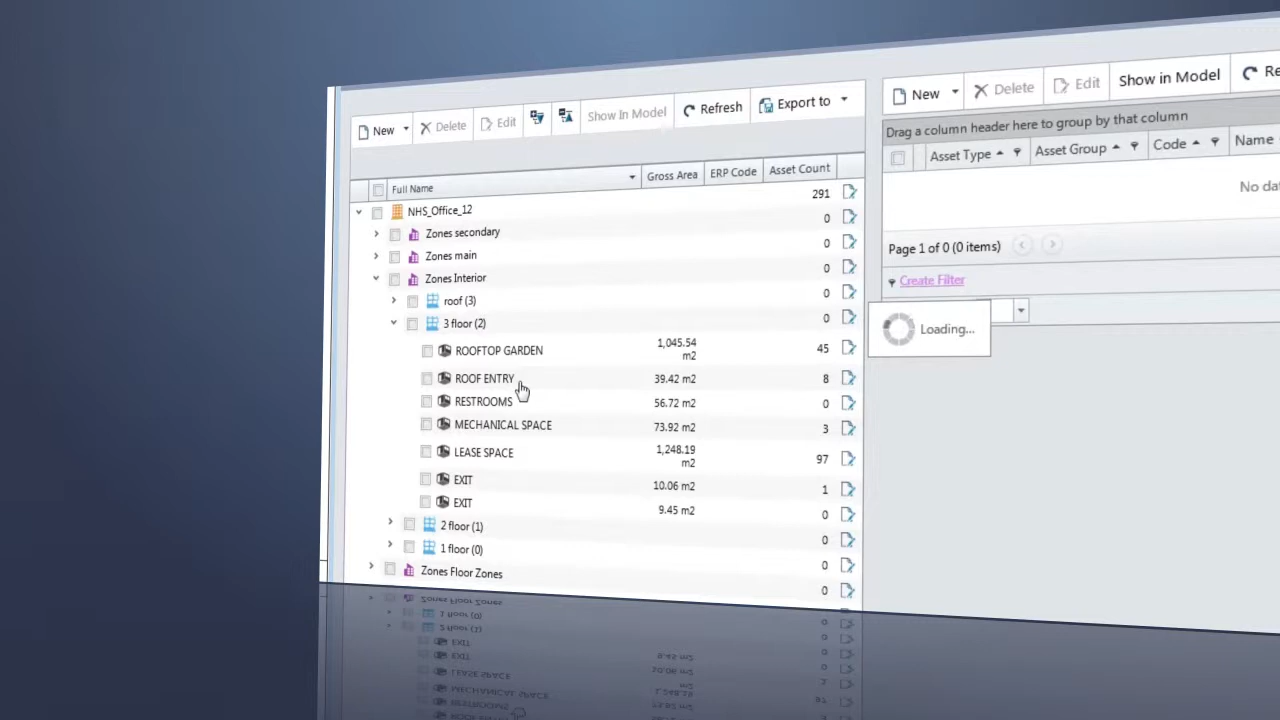 New Delete Edit Show In Model Refresh Export to
Full Name Gross Area ERP Code Asset Count
NHS_Office_12 291
Zones secondary 0
Zones main 0
Zones Interior 0
roof (3) 0
3 floor (2) 0
ROOFTOP GARDEN 1,045.54 m2 45
ROOF ENTRY 39.42 m2 8
RESTROOMS 56.72 m2 0
MECHANICAL SPACE 73.92 m2 3
LEASE SPACE 1,248.19 m2 97
EXIT 10.06 m2 1
EXIT 9.45 m2 0
2 floor (1) 0
1 floor (0) 0
Zones Floor Zones 0
New Delete Edit Show in Model Re
Drag a column header here to group by that column
Asset Type Asset Group Code Name
No dat
Page 1 of 0 (0 items)
Create Filter
Loading...